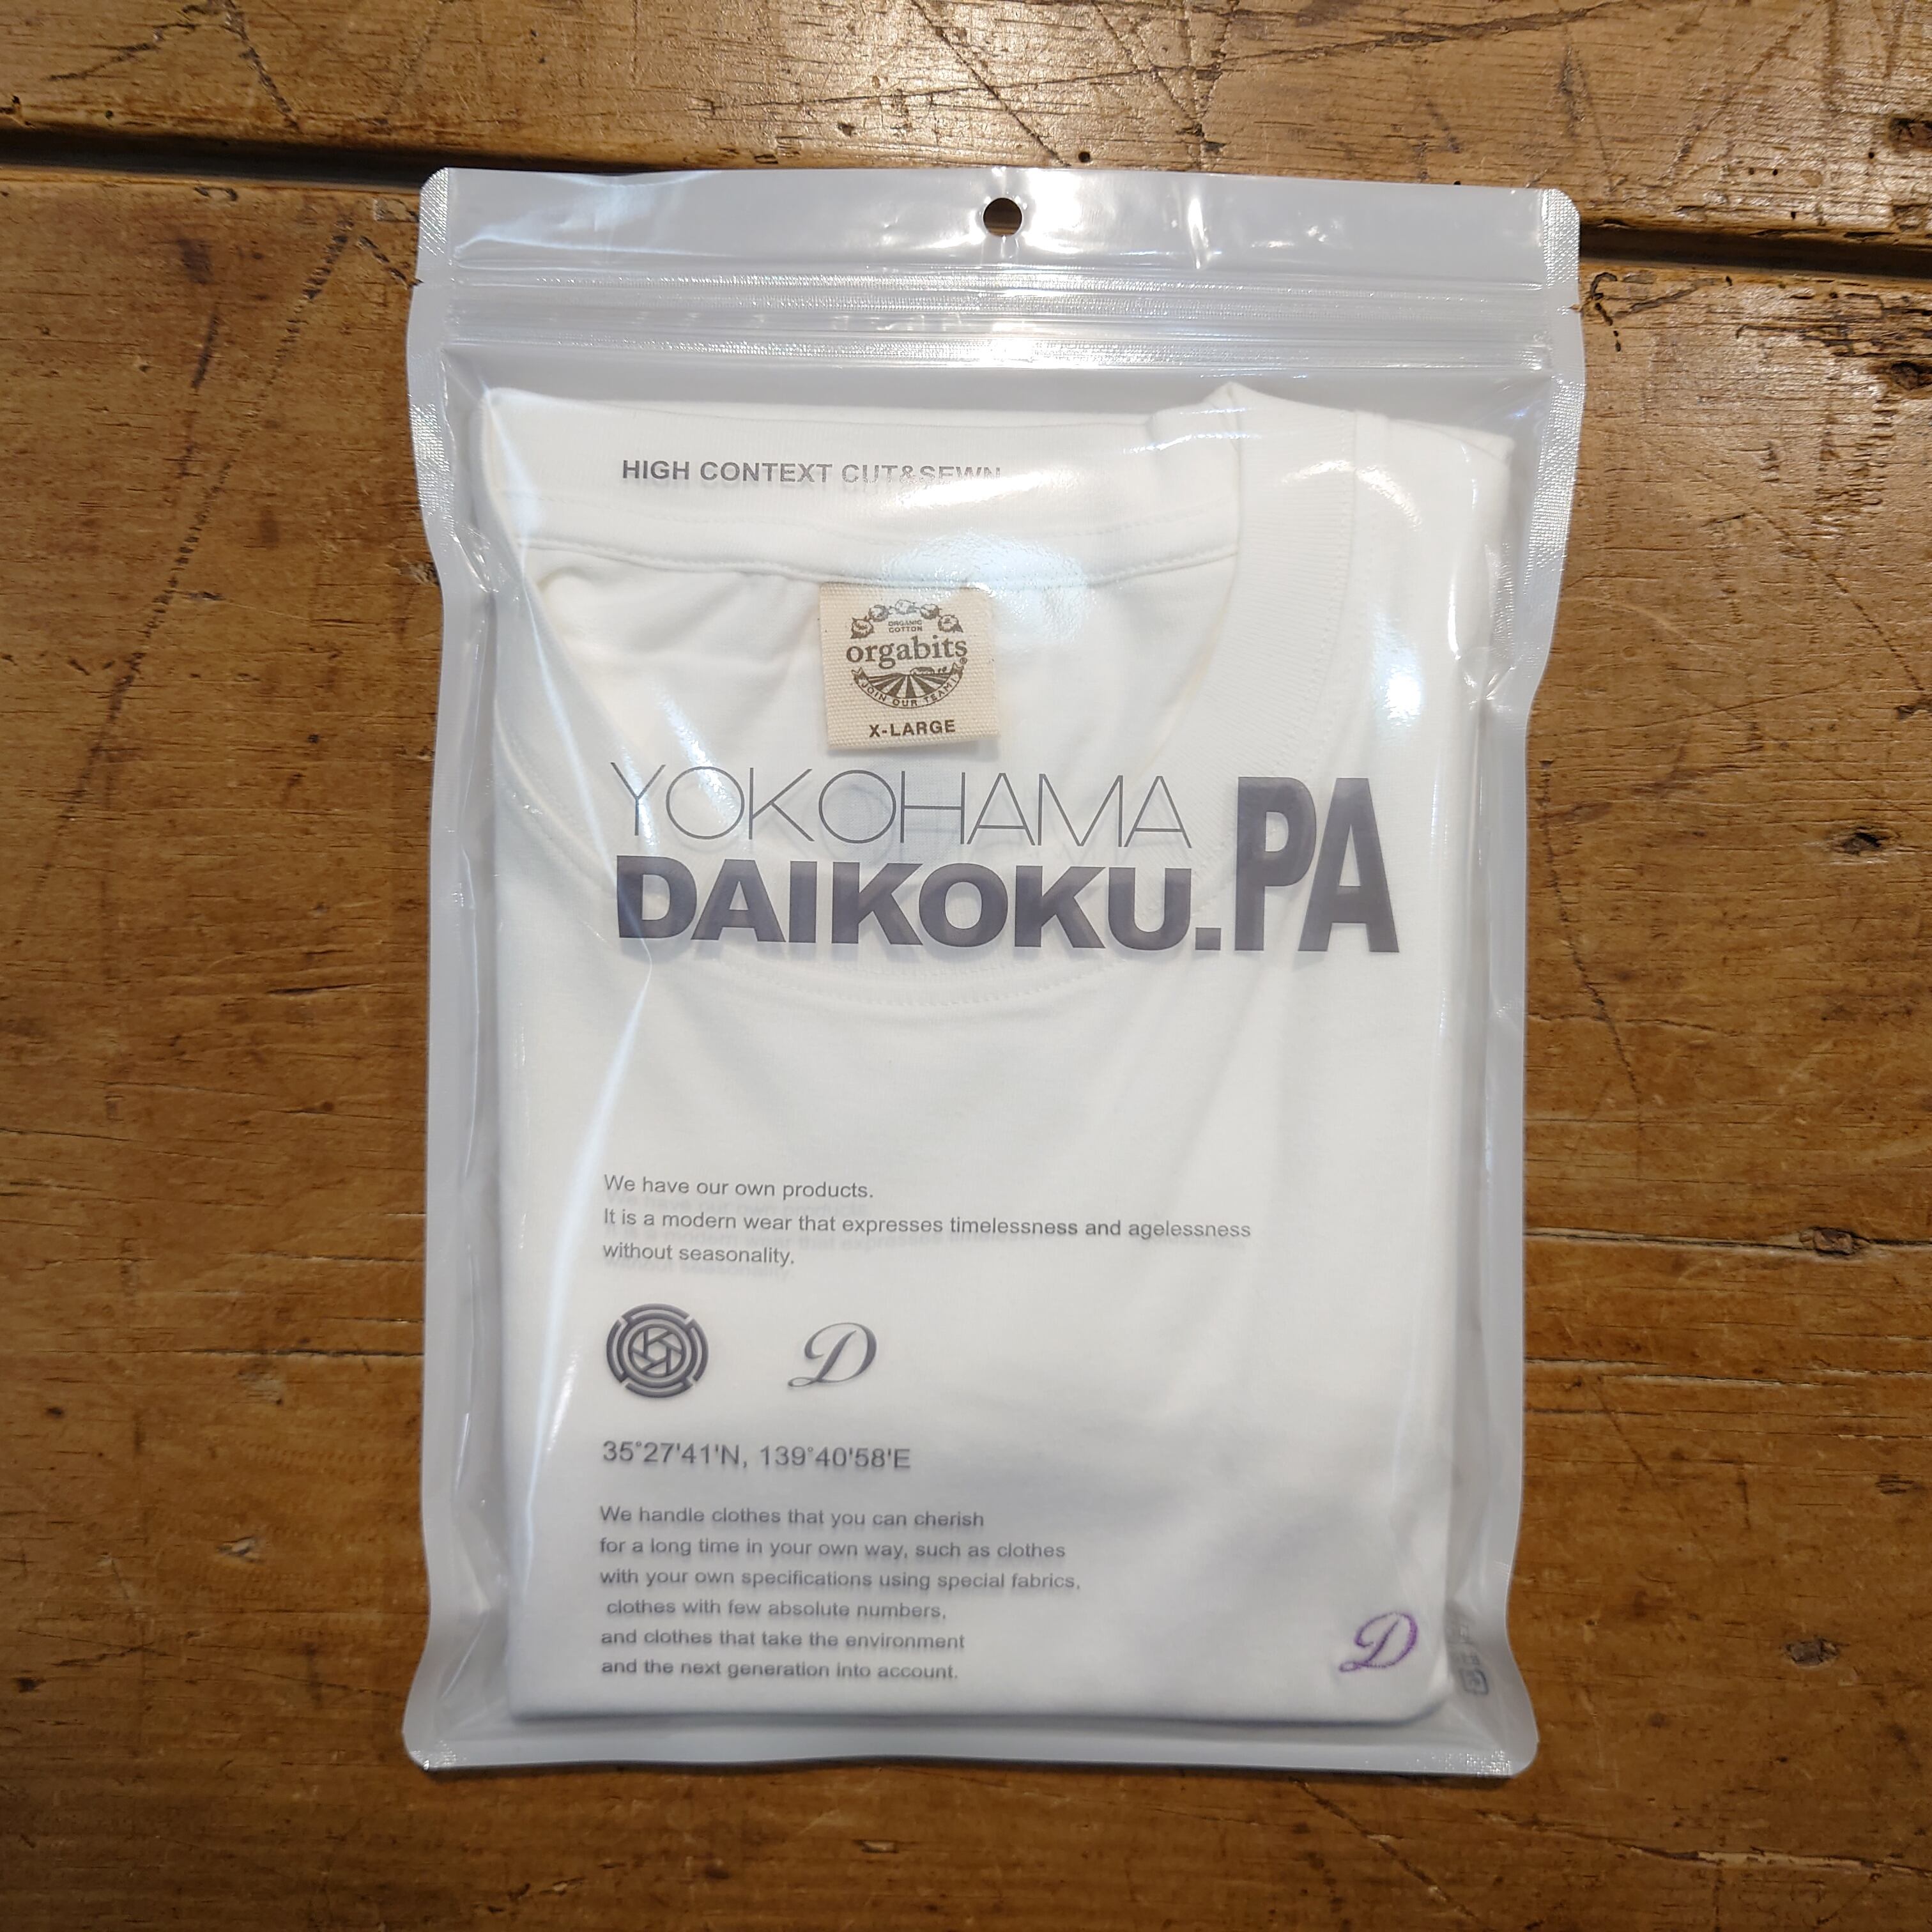 HIGH CONTEXT CUT&SEWN
ORGANIC
COTTON
orgabits
JOIN OUR TEAM!
X-LARGE
YOKOHAMA
DAIKOKU.PA
We have our own products.
It is a modern wear that expresses timelessness and agelessness
without seasonality.
D
35°27'41'N, 139°40'58'E
We handle clothes that you can cherish
for a long time in your own way, such as clothes
with your own specifications using special fabrics,
clothes with few absolute numbers,
and clothes that take the environment
and the next generation into account.
D